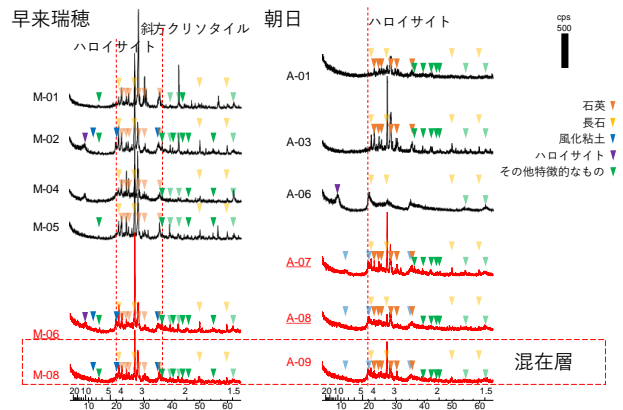 早来瑞穂
斜方クリソタイル
ハロイサイト
M-01
M-02
M-04
M-05
M-06
M-08
20 10 5 4 3 2 1.5
10 20 30 40 50 60
朝日
ハロイサイト
A-01
A-03
A-06
A-07
A-08
A-09
混在層
20 10 5 4 3 2 1.5
10 20 30 40 50 60
cps
500
石英
長石
風化粘土
ハロイサイト
その他特徴的なもの